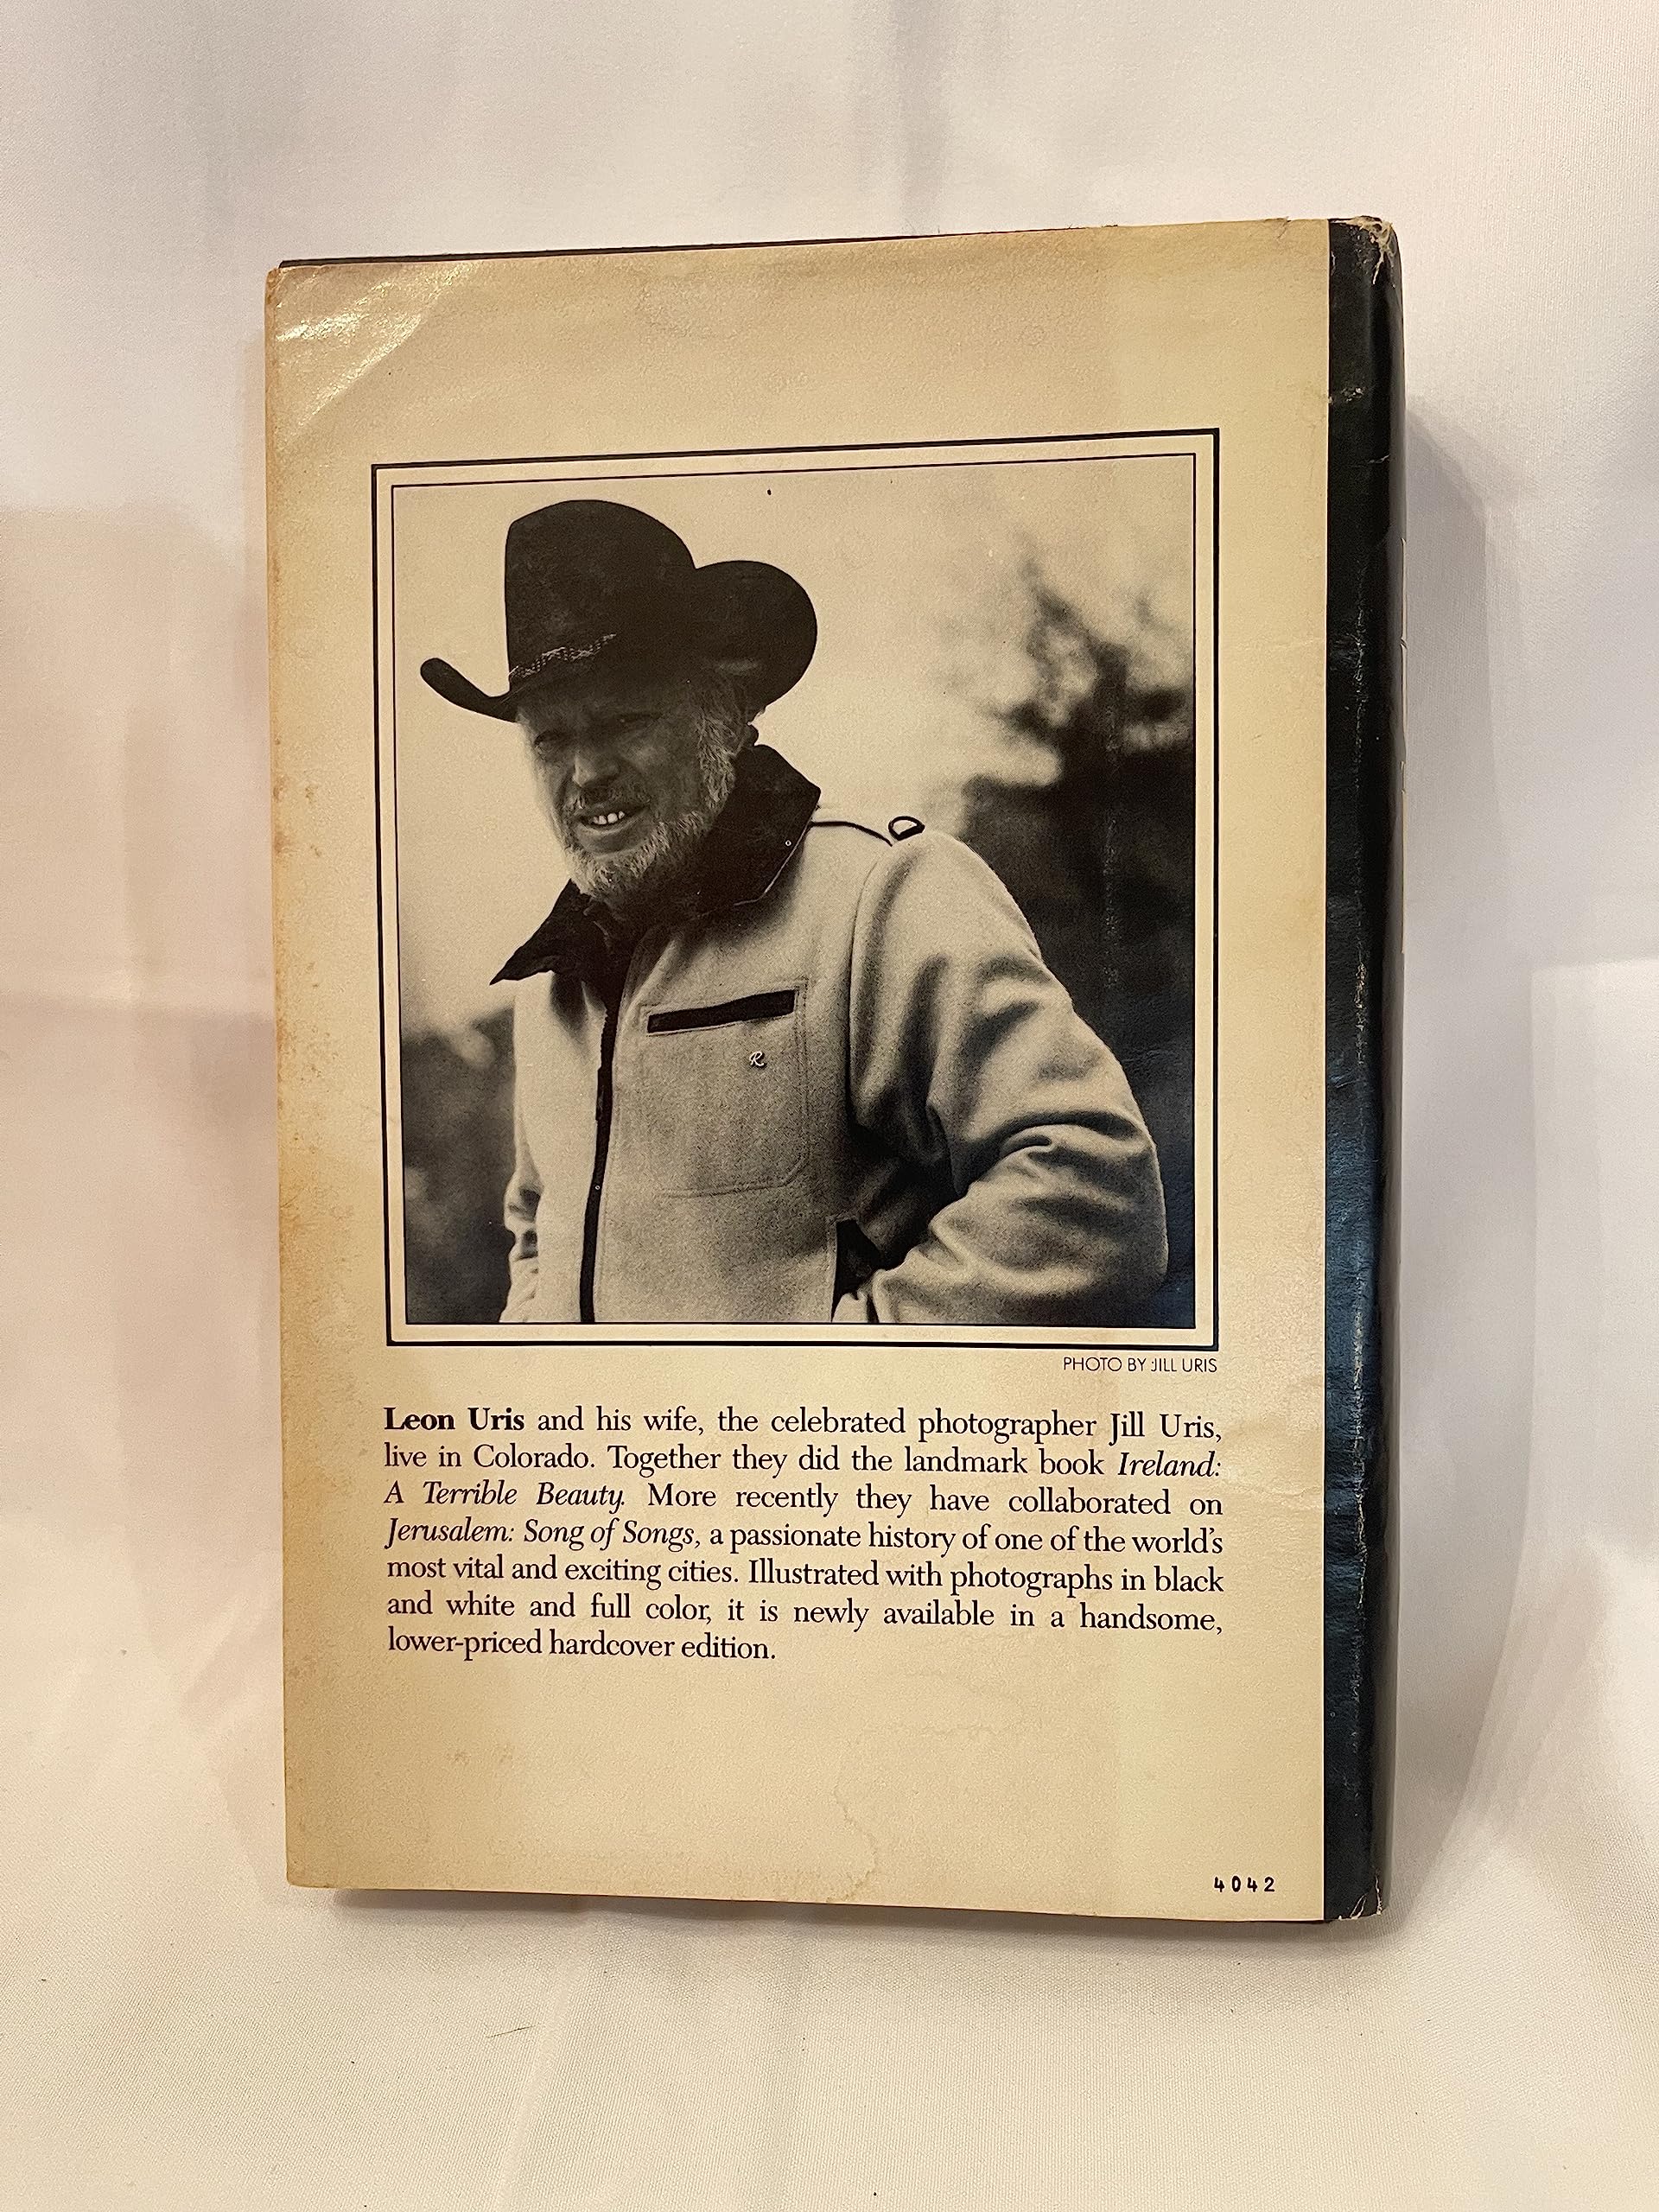 R
PHOTO BY JILL URIS
Leon Uris and his wife, the celebrated photographer Jill Uris,
live in Colorado. Together they did the landmark book Ireland:
A Terrible Beauty. More recently they have collaborated on
Jerusalem: Song of Songs, a passionate history of one of the world's
most vital and exciting cities. Illustrated with photographs in black
and white and full color, it is newly available in a handsome,
lower-priced hardcover edition.
4042